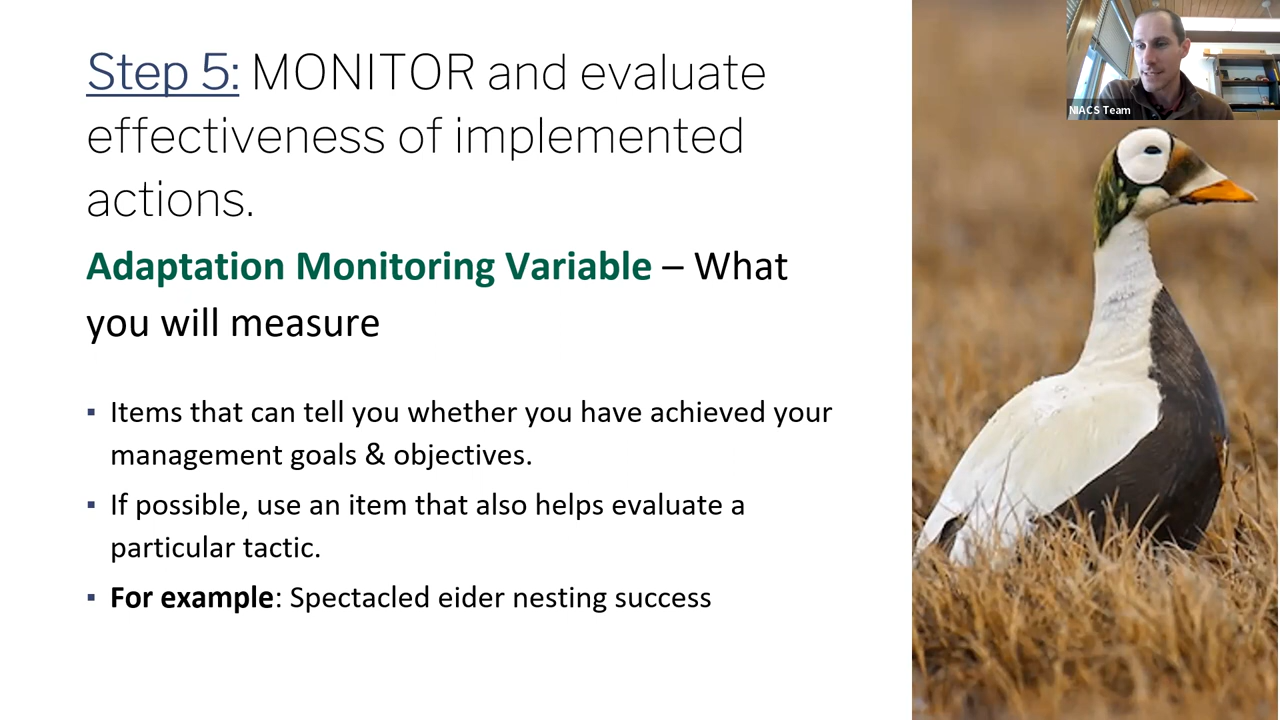 Step 5: MONITOR and evaluate
effectiveness of implemented
actions.
Adaptation Monitoring Variable – What
you will measure
▪ Items that can tell you whether you have achieved your
management goals & objectives.
▪ If possible, use an item that also helps evaluate a
particular tactic.
▪ For example: Spectacled eider nesting success
NIACS Team